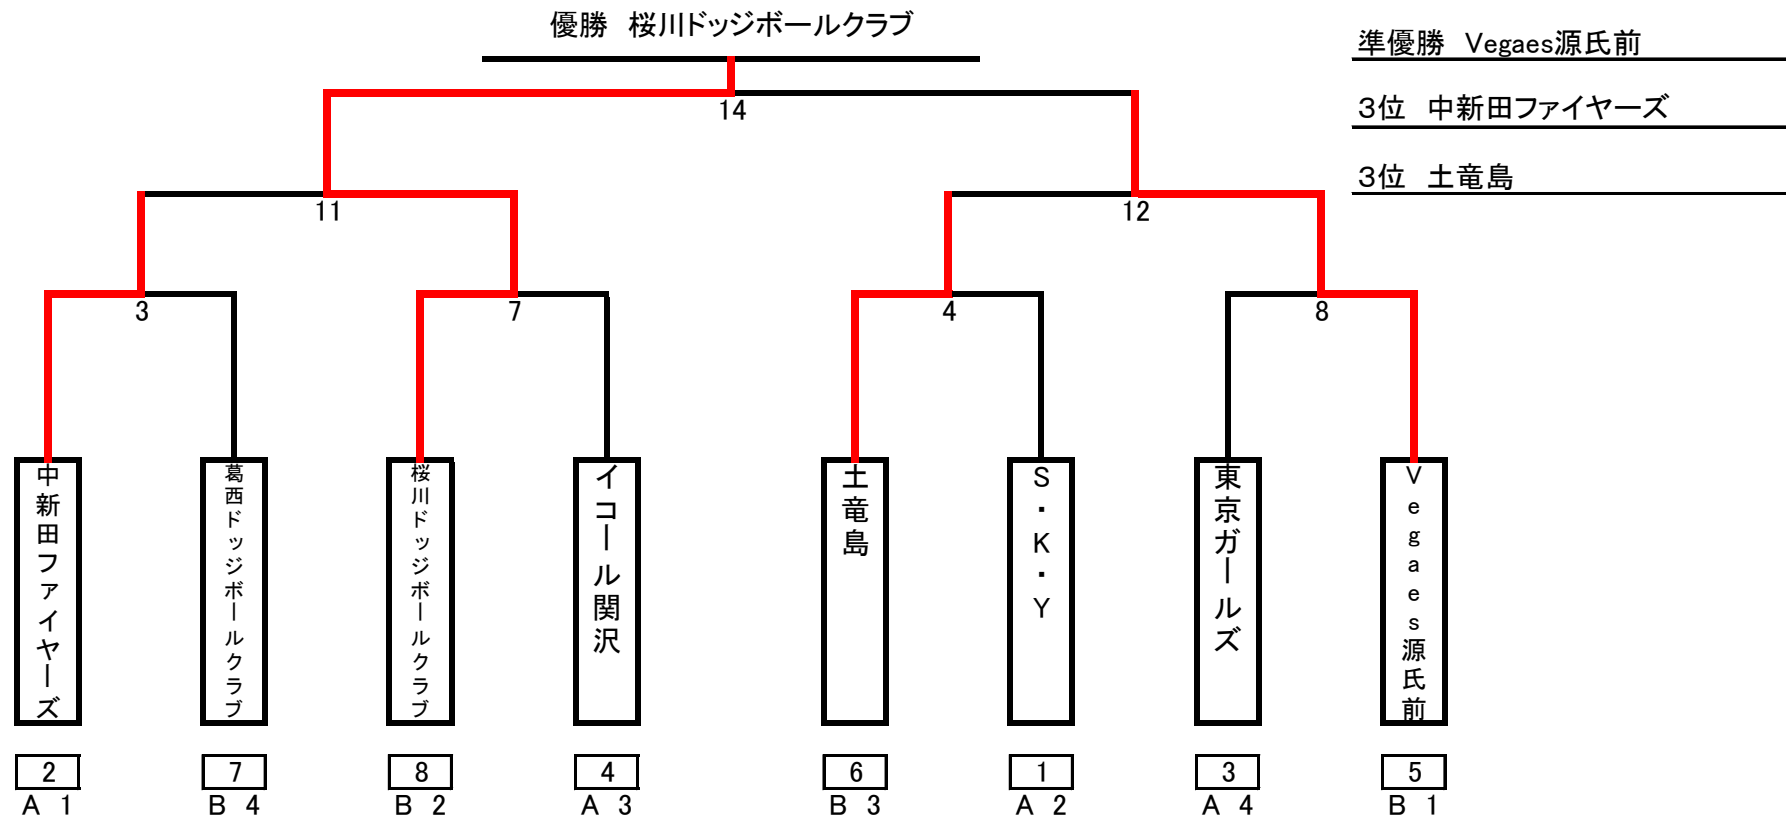 優勝　桜川ドッジボールクラブ
準優勝　Vegaes源氏前
3位　中新田ファイヤーズ
3位　土竜島
14
11
12
3
7
4
8
中新田ファイヤーズ
葛西ドッジボールクラブ
桜川ドッジボールクラブ
イコール関沢
土竜島
S・K・Y
東京ガールズ
Vegaes源氏前
2
7
8
4
6
1
3
5
A 1
B 4
B 2
A 3
B 3
A 2
A 4
B 1